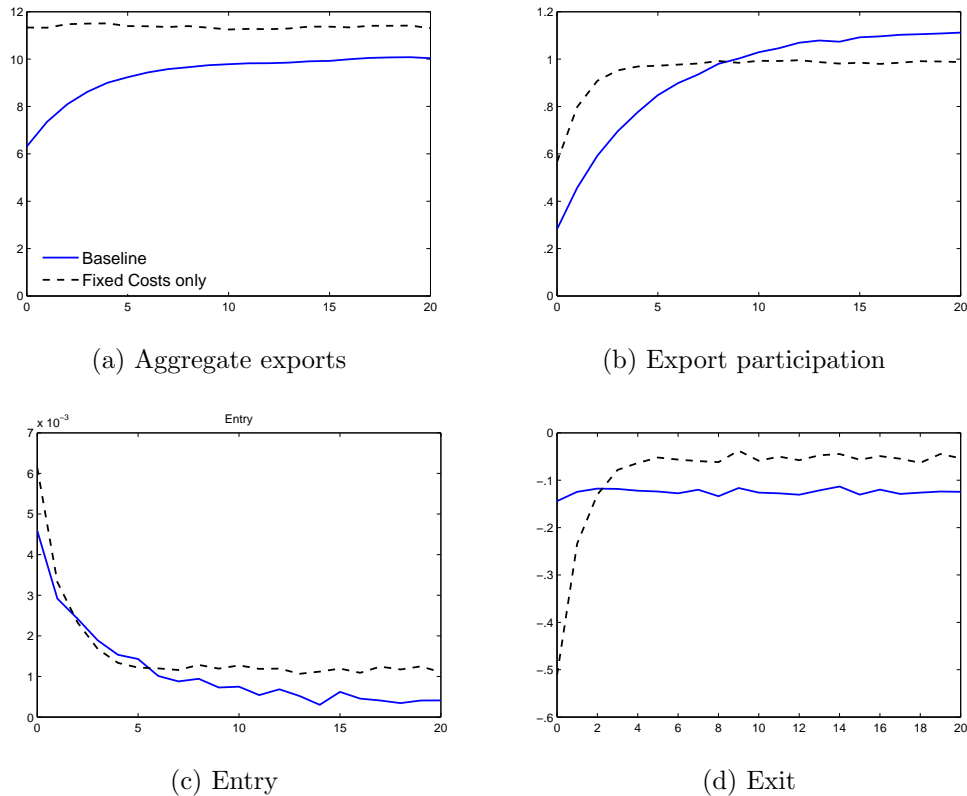 12
10
8
6
4
2
0
0 5 10 15 20
Baseline
Fixed Costs only
(a) Aggregate exports
1.2
1
.8
.6
.4
.2
0
0 5 10 15 20
(b) Export participation
Entry
x 10⁻³
7
6
5
4
3
2
1
0
0 5 10 15 20
(c) Entry
0
−.1
−.2
−.3
−.4
−.5
−.6
0 2 4 6 8 10 12 14 16 18 20
(d) Exit